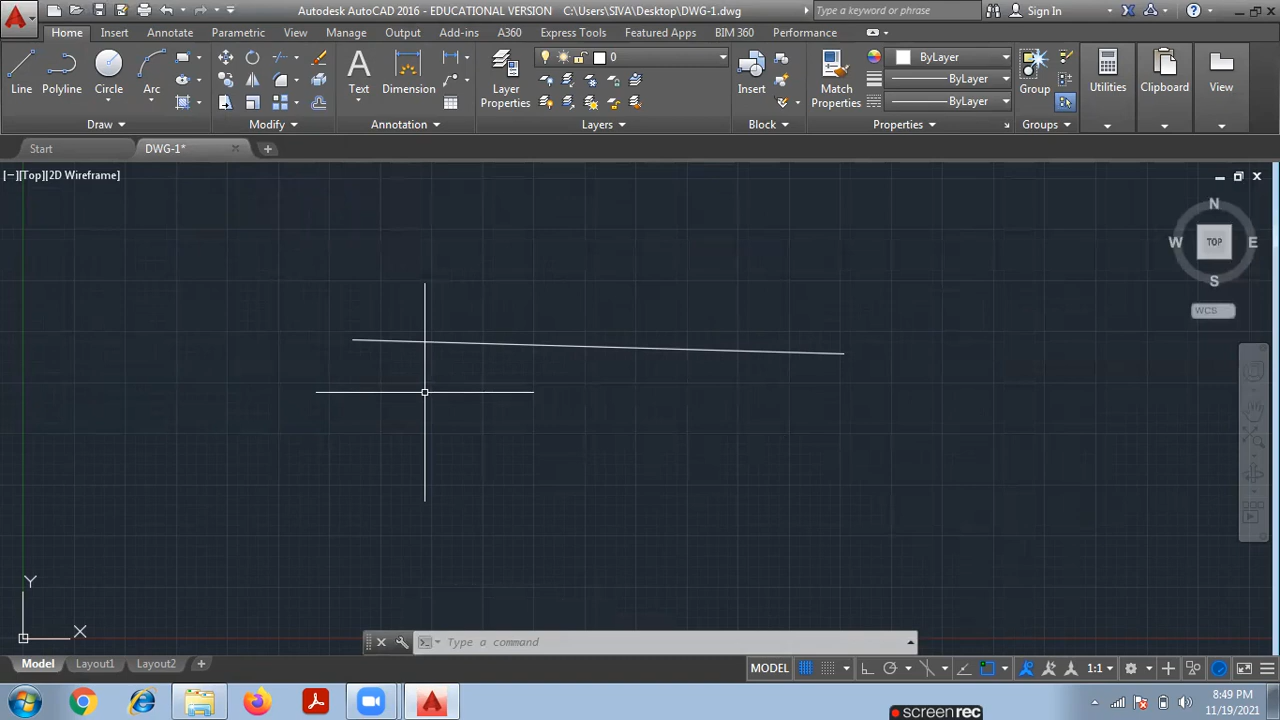 Autodesk AutoCAD 2016 - EDUCATIONAL VERSION C:\Users\SIVA\Desktop\DWG-1.dwg
Type a keyword or phrase
Sign In
Home Insert Annotate Parametric View Manage Output Add-ins A360 Express Tools Featured Apps BIM 360 Performance
Line Polyline Circle Arc
Text Dimension
Layer Properties
0
Insert
Match Properties
ByLayer
ByLayer
ByLayer
Group
Utilities
Clipboard
View
Draw Modify Annotation Layers Block Properties Groups
Start DWG-1*
[−][Top][2D Wireframe]
N
W TOP E
S
WCS
Y
X
Type a command
Model Layout1 Layout2
MODEL 1:1
8:49 PM
11/19/2021
screenrec